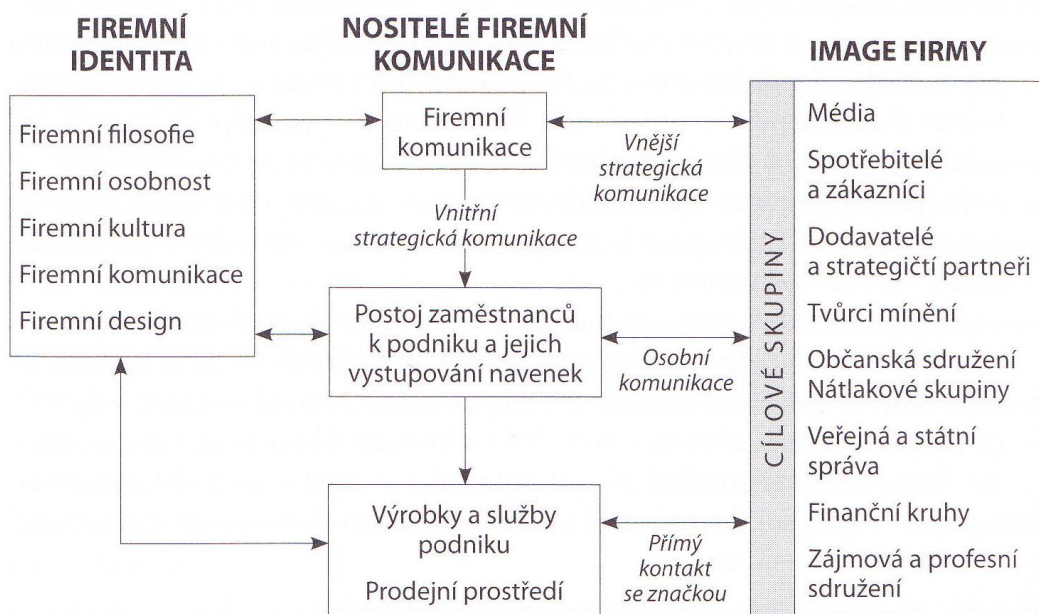 FIREMNÍ
IDENTITA
Firemní filosofie
Firemní osobnost
Firemní kultura
Firemní komunikace
Firemní design
NOSITELÉ FIREMNÍ
KOMUNIKACE
Firemní
komunikace
Vnitřní
strategická komunikace
Postoj zaměstnanců
k podniku a jejich
vystupování navenek
Výrobky a služby
podniku
Prodejní prostředí
Vnější
strategická
komunikace
Osobní
komunikace
Přímý
kontakt
se značkou
IMAGE FIRMY
CÍLOVÉ SKUPINY
Média
Spotřebitelé
a zákazníci
Dodavatelé
a strategičtí partneři
Tvůrci mínění
Občanská sdružení
Nátlakové skupiny
Veřejná a státní
správa
Finanční kruhy
Zájmová a profesní
sdružení